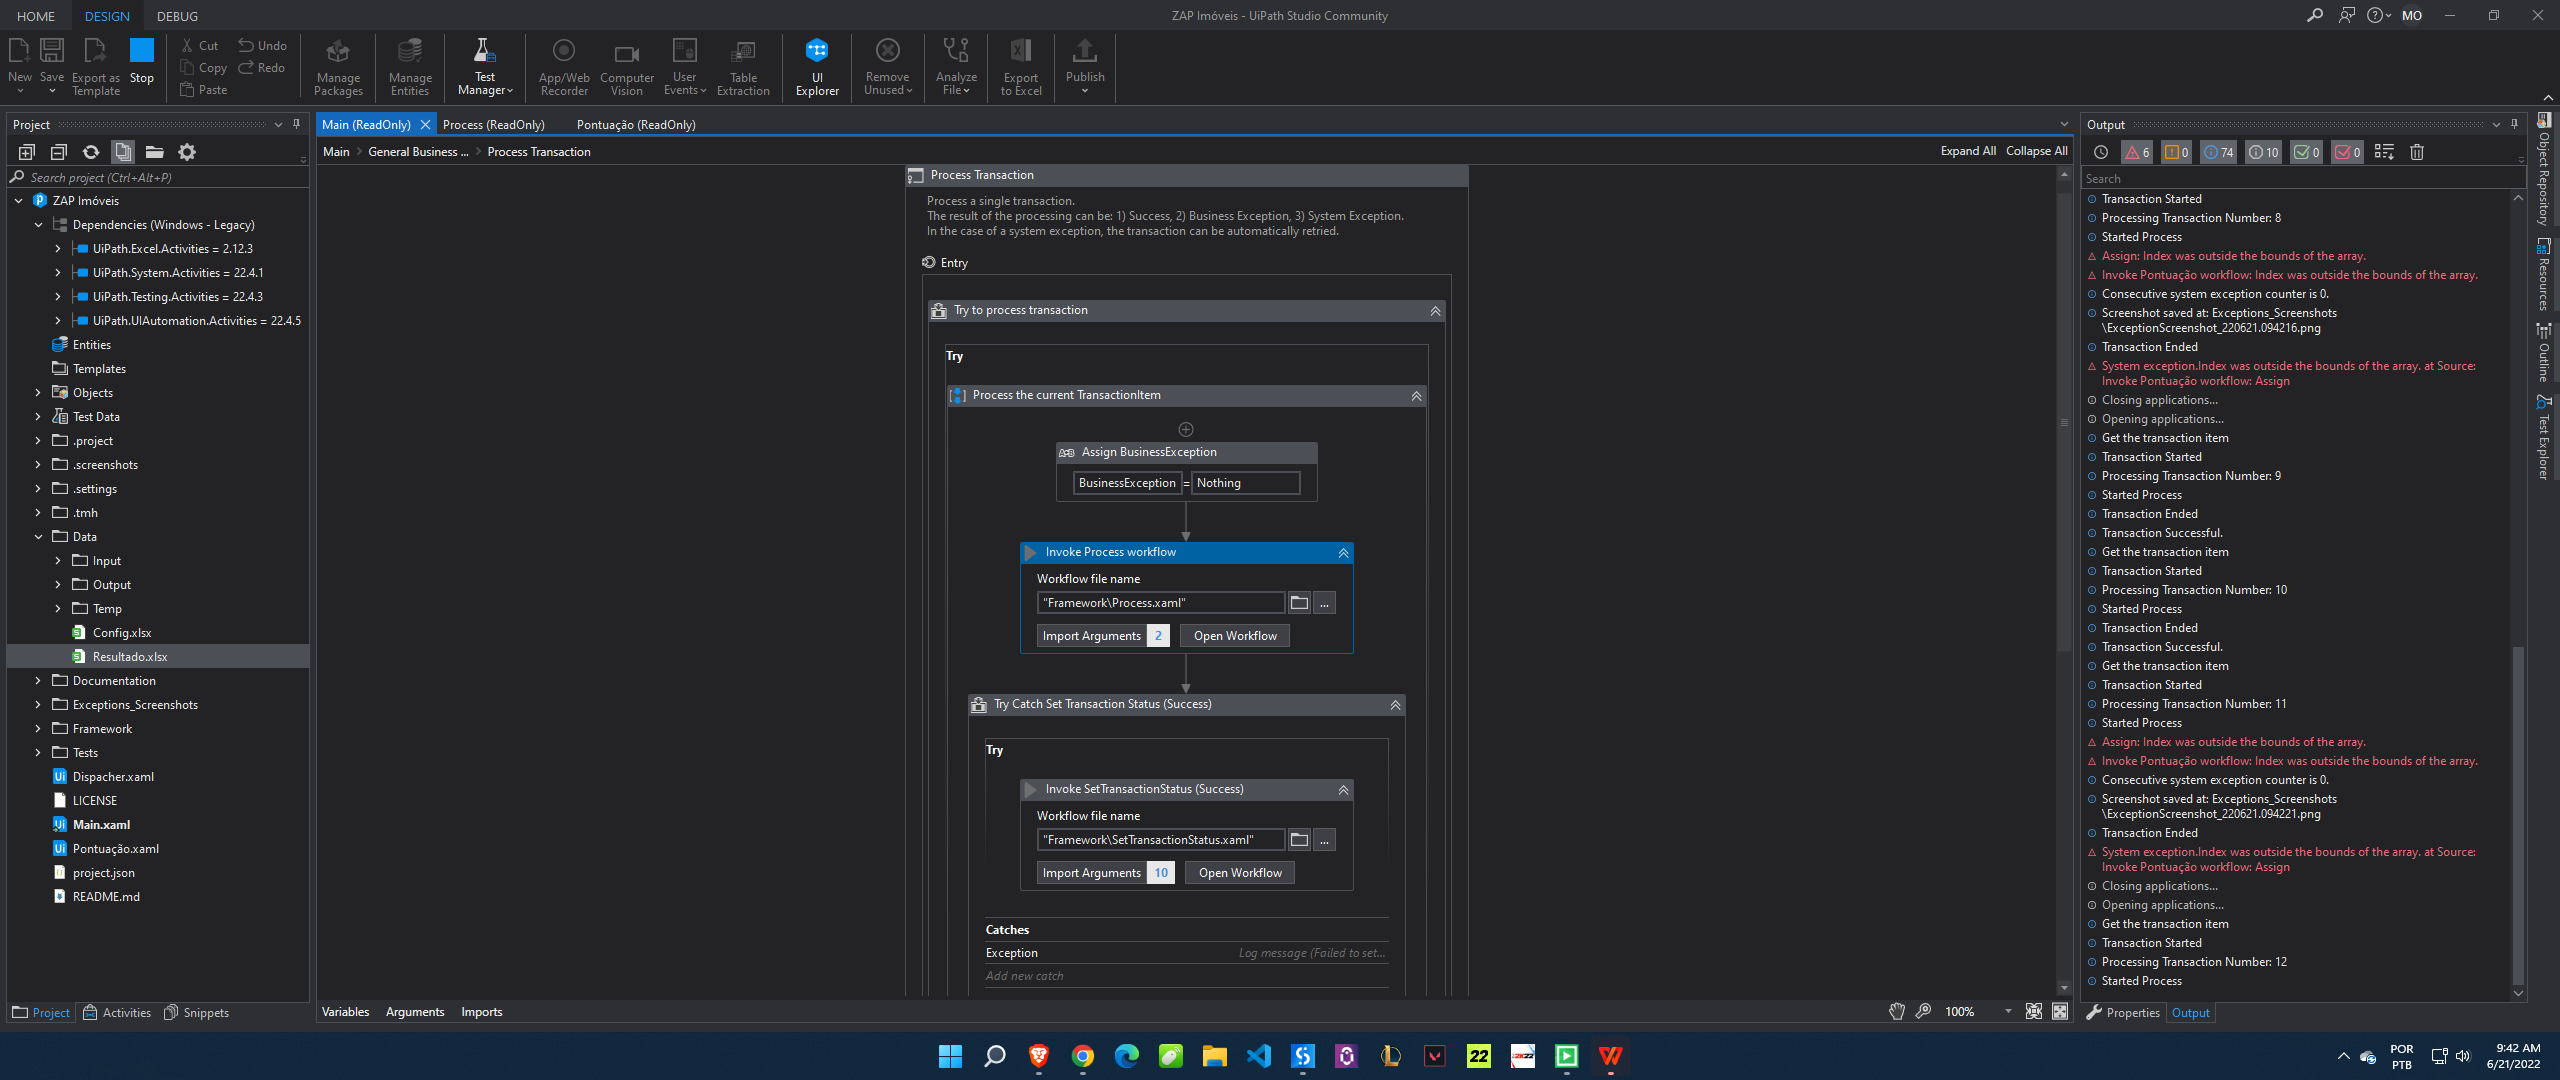 HOME
DESIGN
DEBUG
ZAP Imóveis - UiPath Studio Community
MO
New
Save
Export as
Template
Stop
Cut
Copy
Paste
Undo
Redo
Manage
Packages
Manage
Entities
Test
Manager
App/Web
Recorder
Computer
Vision
User
Events
Table
Extraction
UI
Explorer
Remove
Unused
Analyze
File
Export
to Excel
Publish
Project
Search project (Ctrl+Alt+P)
ZAP Imóveis
Dependencies (Windows - Legacy)
UiPath.Excel.Activities = 2.12.3
UiPath.System.Activities = 22.4.1
UiPath.Testing.Activities = 22.4.3
UiPath.UIAutomation.Activities = 22.4.5
Entities
Templates
Objects
Test Data
.project
.screenshots
.settings
.tmh
Data
Input
Output
Temp
Config.xlsx
Resultado.xlsx
Documentation
Exceptions_Screenshots
Framework
Tests
Dispacher.xaml
LICENSE
Main.xaml
Pontuação.xaml
project.json
README.md
Project
Activities
Snippets
Main (ReadOnly)
Process (ReadOnly)
Pontuação (ReadOnly)
Main > General Business ... > Process Transaction
Expand All
Collapse All
Process Transaction
Process a single transaction.
The result of the processing can be: 1) Success, 2) Business Exception, 3) System Exception.
In the case of a system exception, the transaction can be automatically retried.
Entry
Try to process transaction
Try
Process the current TransactionItem
Assign BusinessException
BusinessException = Nothing
Invoke Process workflow
Workflow file name
"Framework\Process.xaml"
...
Import Arguments 2
Open Workflow
Try Catch Set Transaction Status (Success)
Try
Invoke SetTransactionStatus (Success)
Workflow file name
"Framework\SetTransactionStatus.xaml"
...
Import Arguments 10
Open Workflow
Catches
Exception
Log message (Failed to set...
Add new catch
Variables
Arguments
Imports
100%
Output
6
0
74
10
0
0
Search
Transaction Started
Processing Transaction Number: 8
Started Process
Assign: Index was outside the bounds of the array.
Invoke Pontuação workflow: Index was outside the bounds of the array.
Consecutive system exception counter is 0.
Screenshot saved at: Exceptions_Screenshots
\ExceptionScreenshot_220621.094216.png
Transaction Ended
System exception.Index was outside the bounds of the array. at Source:
Invoke Pontuação workflow: Assign
Closing applications...
Opening applications...
Get the transaction item
Transaction Started
Processing Transaction Number: 9
Started Process
Transaction Ended
Transaction Successful.
Get the transaction item
Transaction Started
Processing Transaction Number: 10
Started Process
Transaction Ended
Transaction Successful.
Get the transaction item
Transaction Started
Processing Transaction Number: 11
Started Process
Assign: Index was outside the bounds of the array.
Invoke Pontuação workflow: Index was outside the bounds of the array.
Consecutive system exception counter is 0.
Screenshot saved at: Exceptions_Screenshots
\ExceptionScreenshot_220621.094221.png
Transaction Ended
System exception.Index was outside the bounds of the array. at Source:
Invoke Pontuação workflow: Assign
Closing applications...
Opening applications...
Get the transaction item
Transaction Started
Processing Transaction Number: 12
Started Process
Properties
Output
Object Repository
Resources
Outline
Test Explorer
22
2K22
POR
PTB
9:42 AM
6/21/2022